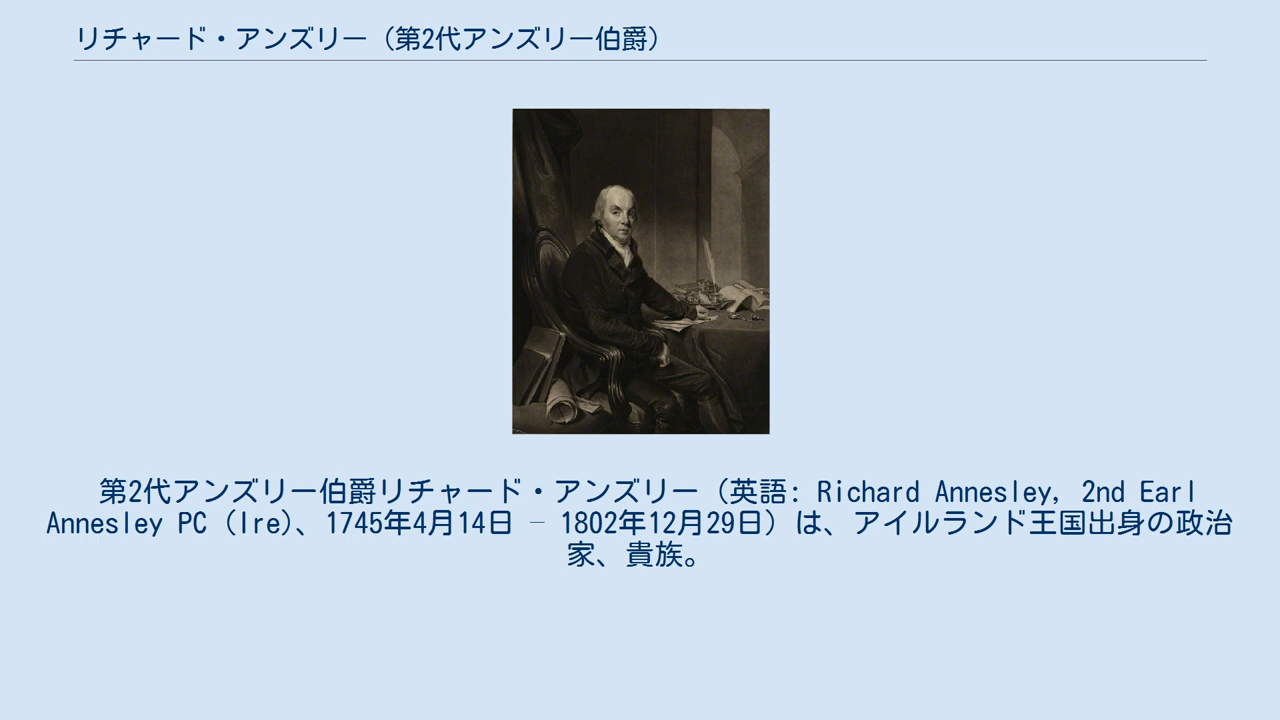 リチャード・アンズリー（第2代アンズリー伯爵）
第2代アンズリー伯爵リチャード・アンズリー（英語: Richard Annesley, 2nd Earl
Annesley PC (Ire)、1745年4月14日 – 1802年12月29日）は、アイルランド王国出身の政治
家、貴族。